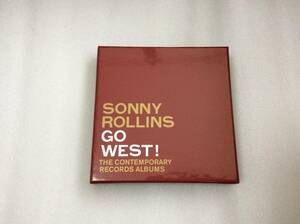 SONNY
ROLLINS
GO
WEST!
THE CONTEMPORARY
RECORDS ALBUMS